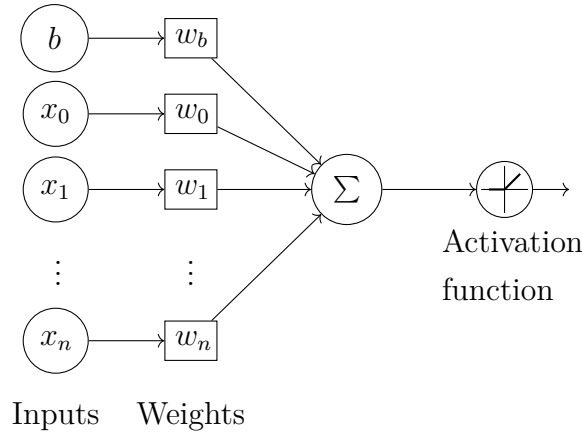 b w_b
x_0 w_0
x_1 w_1 Σ
⋮ ⋮
x_n w_n
Activation
function
Inputs Weights